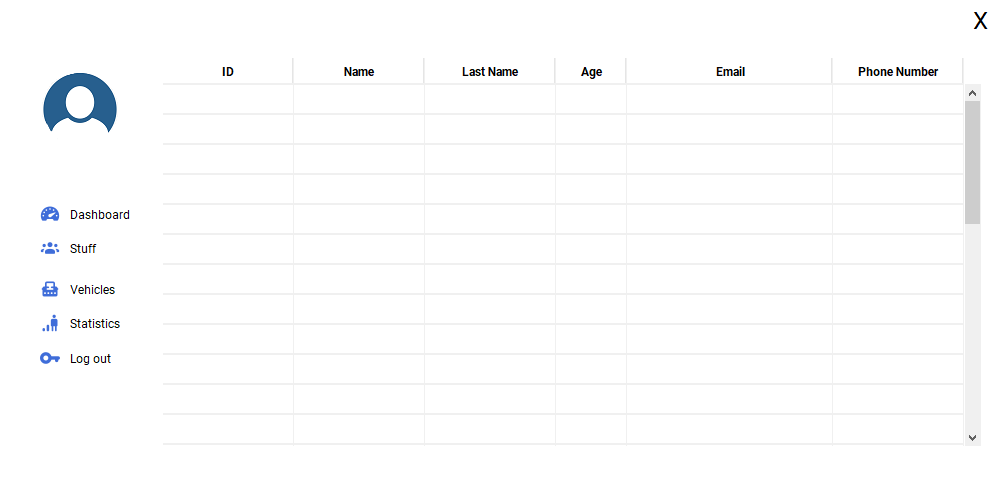 X
ID Name Last Name Age Email Phone Number
Dashboard
Stuff
Vehicles
Statistics
Log out